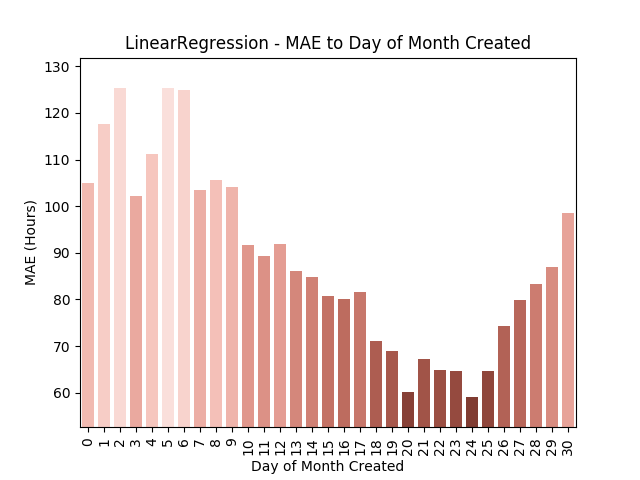 LinearRegression - MAE to Day of Month Created
MAE (Hours)
130
120
110
100
90
80
70
60
0 1 2 3 4 5 6 7 8 9 10 11 12 13 14 15 16 17 18 19 20 21 22 23 24 25 26 27 28 29 30
Day of Month Created